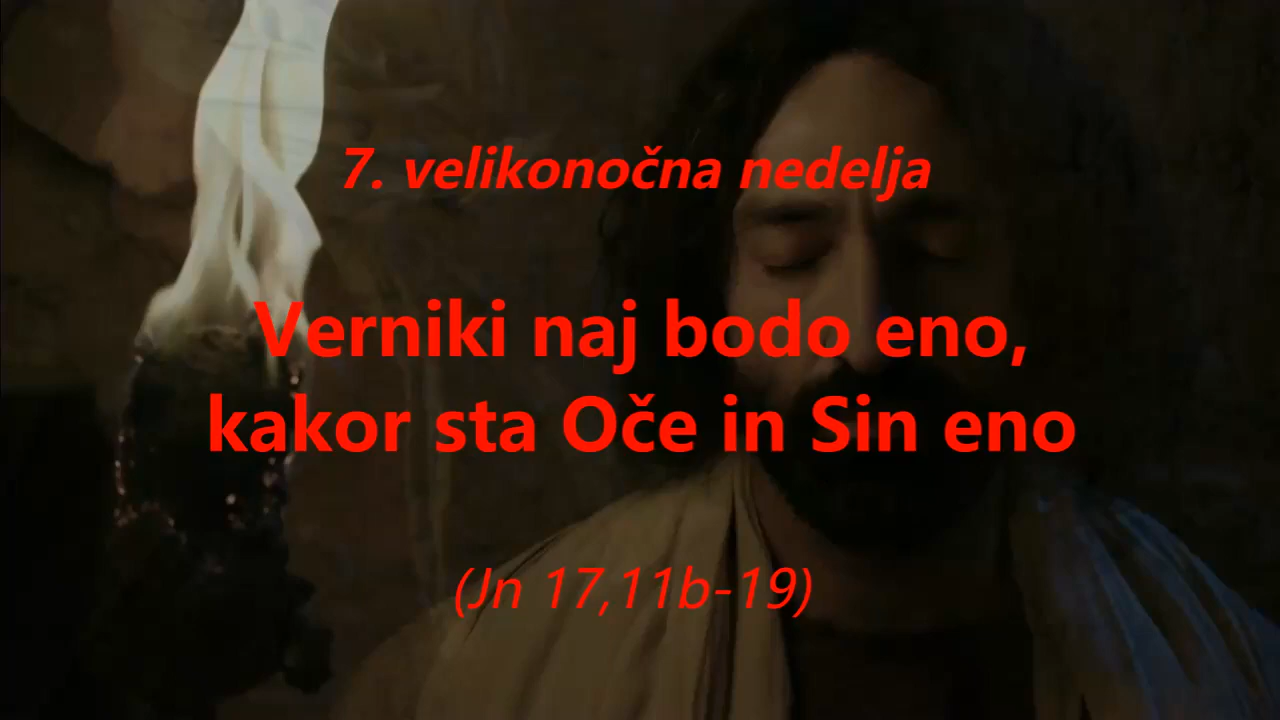 7. velikonočna nedelja
Verniki naj bodo eno,
kakor sta Oče in Sin eno
(Jn 17,11b-19)